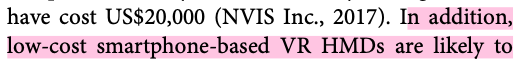 have cost US$20,000 (NVIS Inc., 2017). In addition,
low-cost smartphone-based VR HMDs are likely to